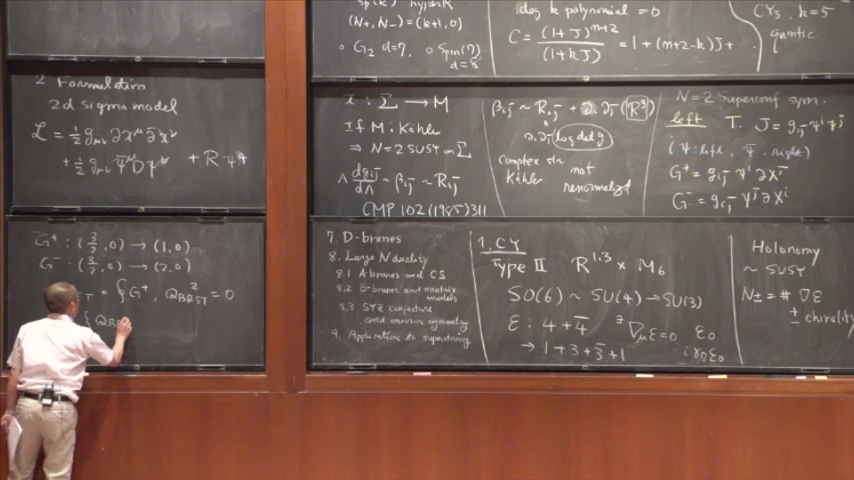 2 Formulation
2d sigma model
L = ½ gμν ∂x^μ ∂̄x^ν
+ ½ gμν ψ̄^μ Dψ^ν + R·ψ⁴
G⁺ : (3/2, 0) → (1, 0)
G⁻ : (3/2, 0) → (2, 0)
= ∮ G⁺, Q_BRST² = 0
(N+, N-) = (k+1, 0)
o G₂ d=7, o Spin(7)
d=8
deg k polynomial = 0
C = (1+J)^{n+2} / (1+kJ) = 1 + (n+2-k)J + ...
CY₃, k=5
quintic
x : Σ → M
If M : Kähler
⇒ N=2 SUSY on Σ
Λ dg_{ij̄}/dΛ = β_{ij̄} ~ R_{ij̄}
CMP 102 (1985) 311
β_{ij̄} ~ R_{ij̄} + ∂_i ∂_j̄ (R³)
∂_i ∂_j̄ log det g
complex str
Kähler
not
renormalized
N=2 Superconf sym.
left T. J = g_{ij̄} ψ^i ψ^j̄
(ψ : left, ψ̄ : right)
G⁺ = g_{ij̄} ψ^j̄ ∂X^i
G⁻ = g_{ij̄} ψ^j̄ ∂X^i
7. D-branes
8. Large N duality
8.1 A-branes and CS
8.2 B-branes and matrix
models
8.3 SYZ conjecture
and mirror symmetry
9. Applications to superstring
1. CY
Type II R^{1,3} × M₆
SO(6) ~ SU(4) → SU(3)
ε : 4 + 4̄ ∃ ∇_μ ε = 0 ε₀
→ 1 + 3 + 3̄ + 1
Holonomy
~ SUSY
N± = # ∇ε
± chirality